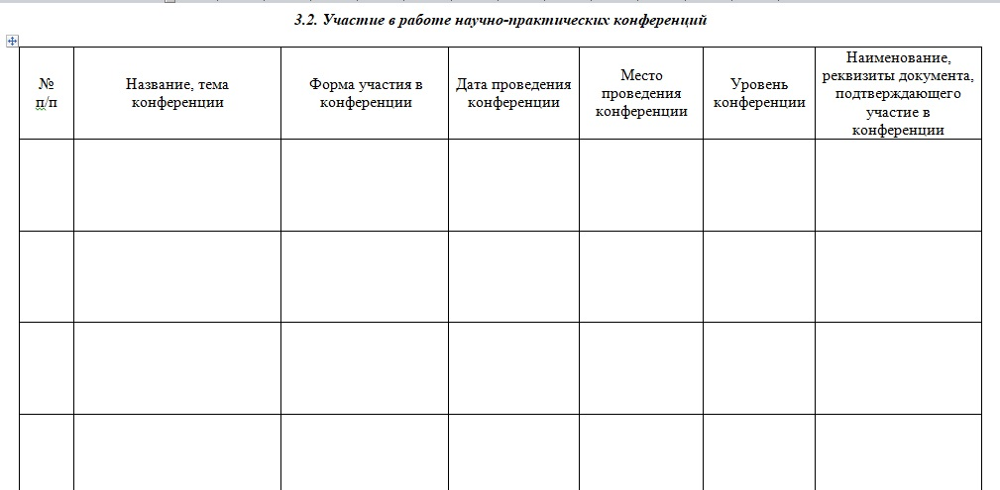 3.2. Участие в работе научно-практических конференций
№
п/п
Название, тема
конференции
Форма участия в
конференции
Дата проведения
конференции
Место
проведения
конференции
Уровень
конференции
Наименование,
реквизиты документа,
подтверждающего
участие в
конференции